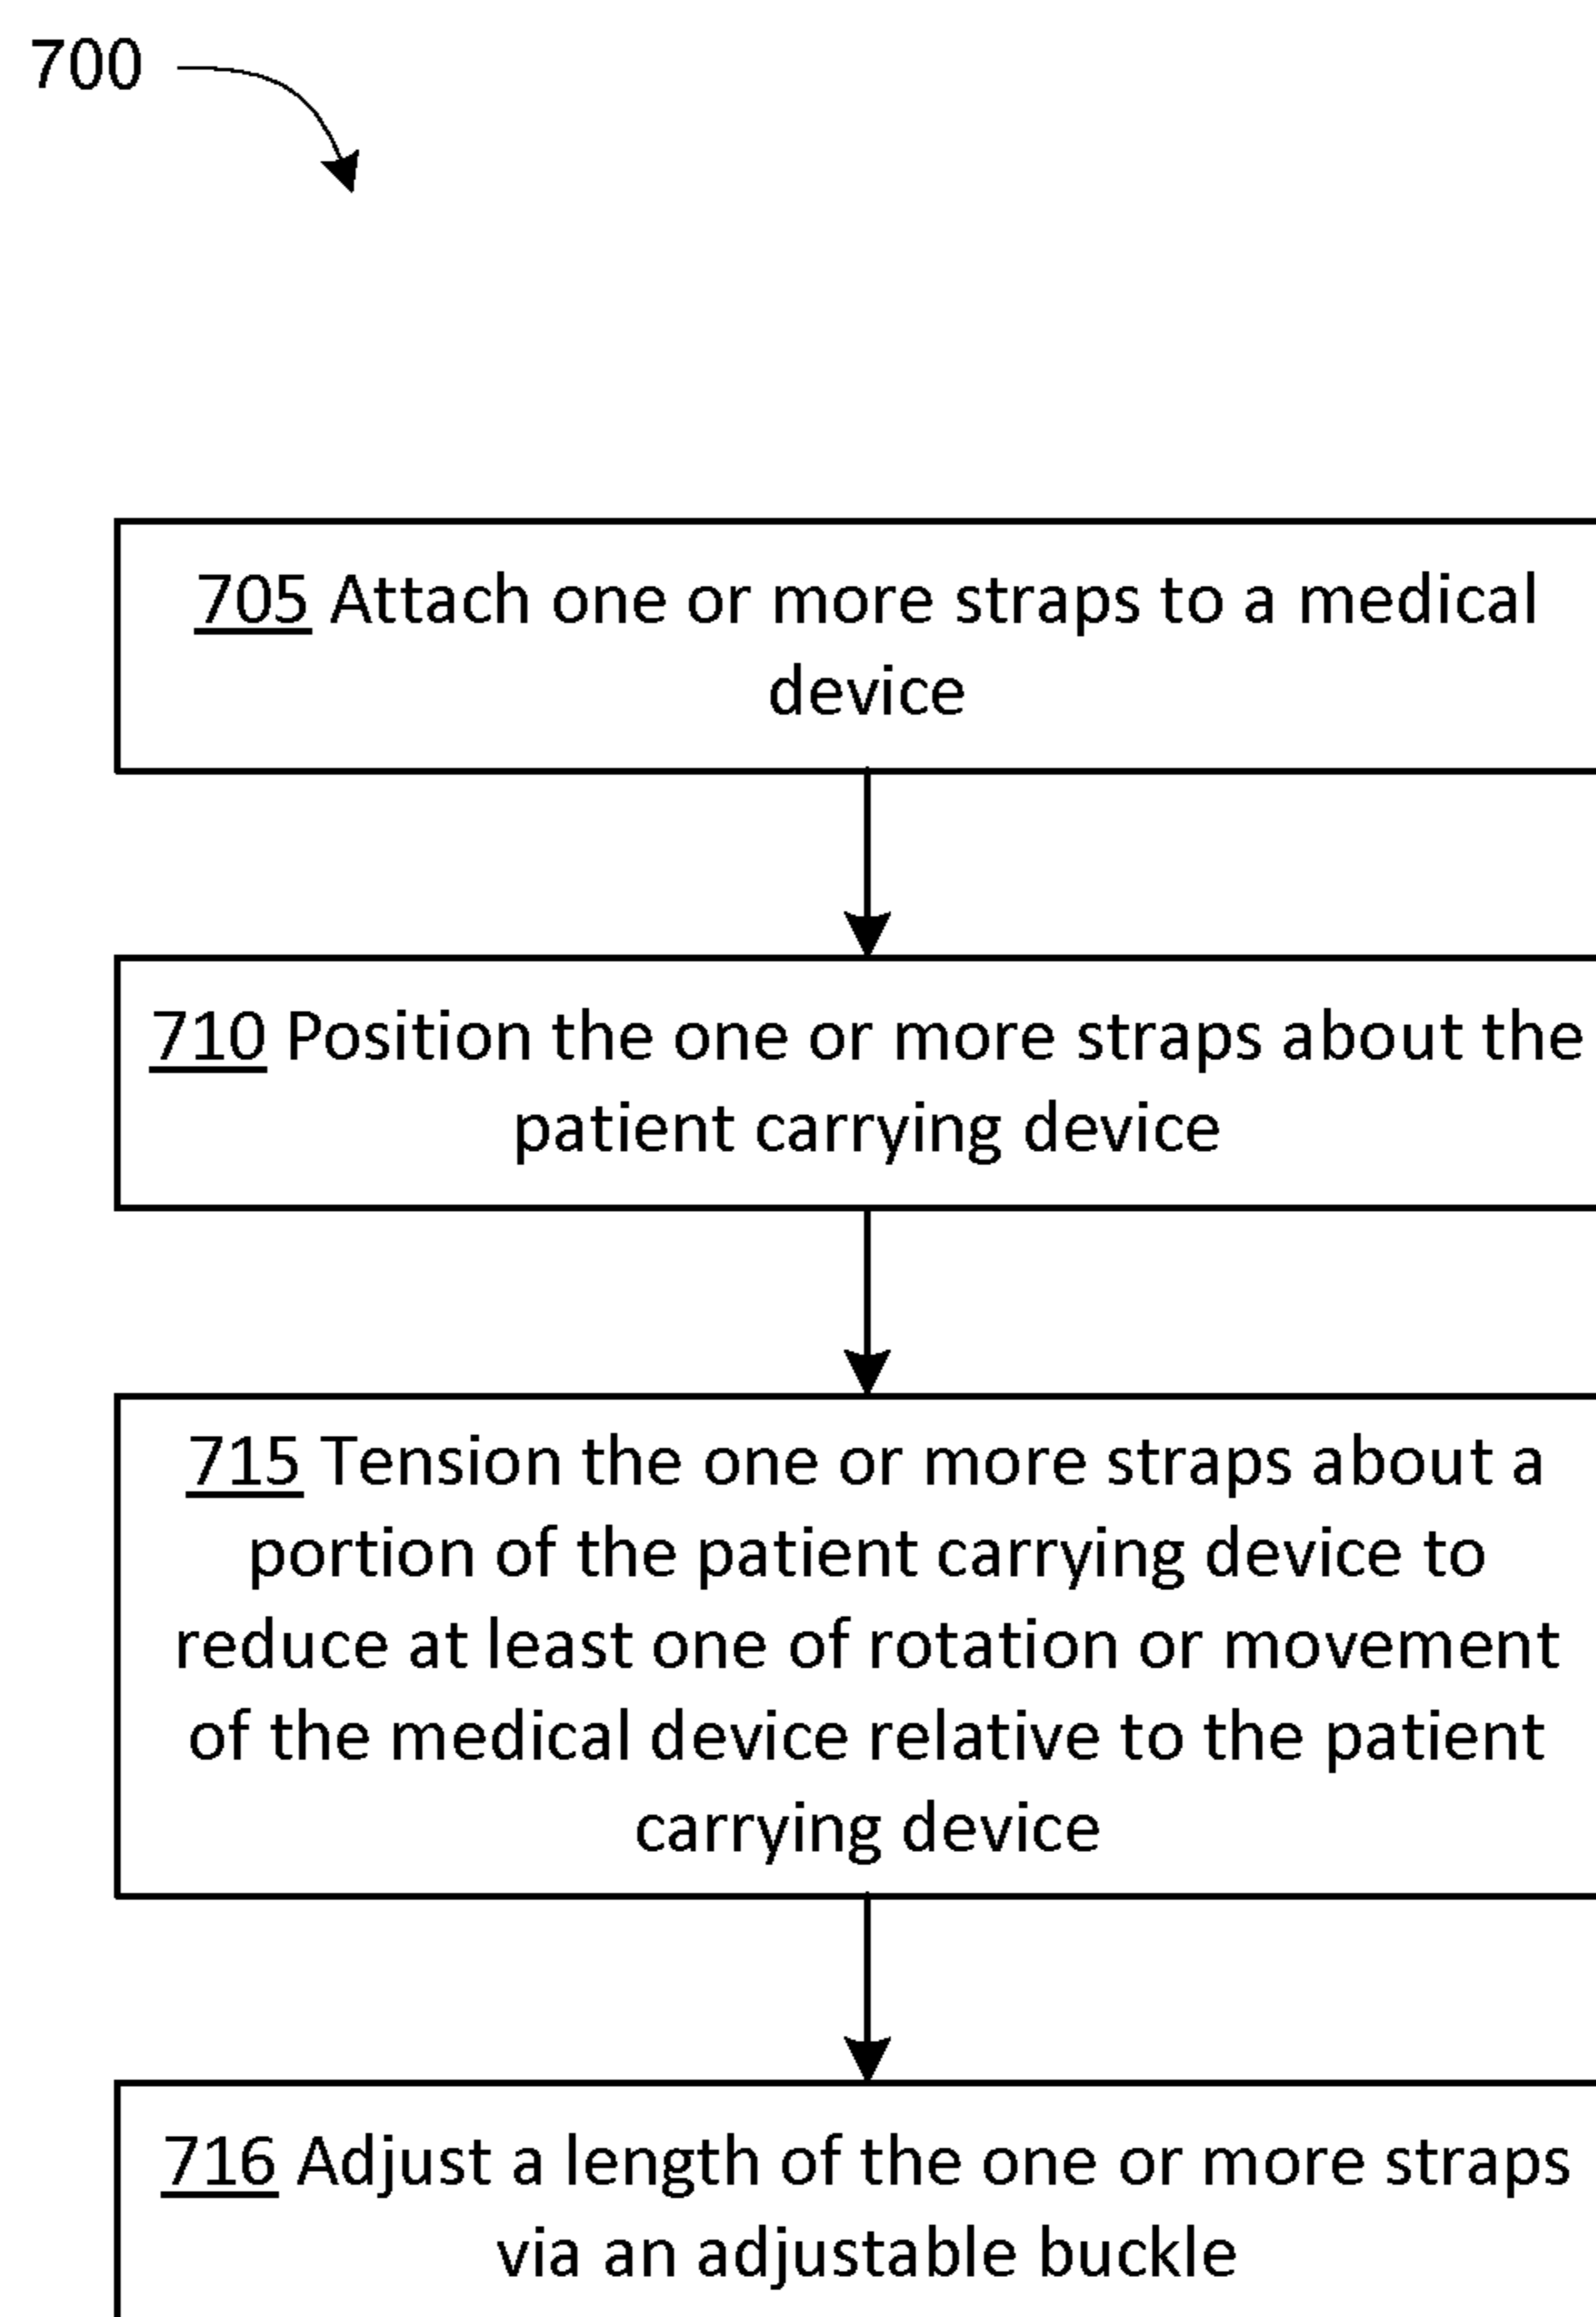 700
705 Attach one or more straps to a medical
device
710 Position the one or more straps about the
patient carrying device
715 Tension the one or more straps about a
portion of the patient carrying device to
reduce at least one of rotation or movement
of the medical device relative to the patient
carrying device
716 Adjust a length of the one or more straps
via an adjustable buckle